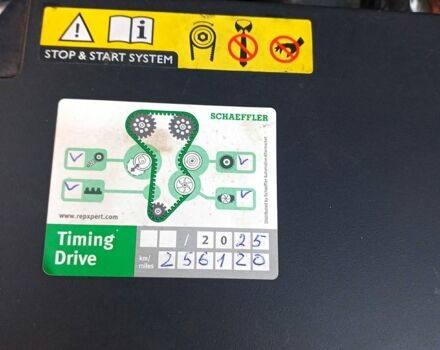 STOP & START SYSTEM
SCHAEFFLER
www.repxpert.com
Timing
Drive
/ 2025
km/
miles
256120